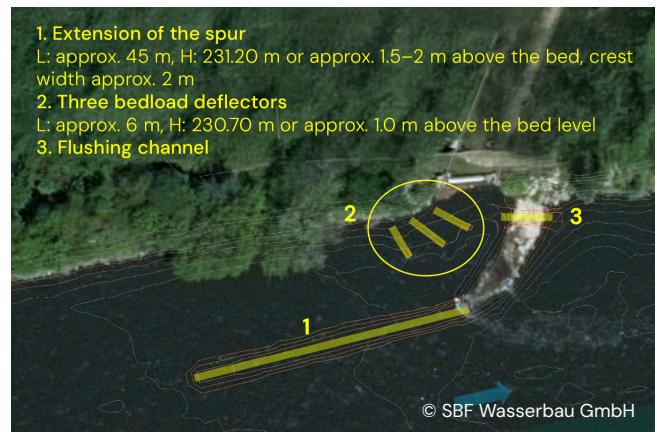 1. Extension of the spur
L: approx. 45 m, H: 231.20 m or approx. 1.5–2 m above the bed, crest
width approx. 2 m
2. Three bedload deflectors
L: approx. 6 m, H: 230.70 m or approx. 1.0 m above the bed level
3. Flushing channel
2
3
1
© SBF Wasserbau GmbH